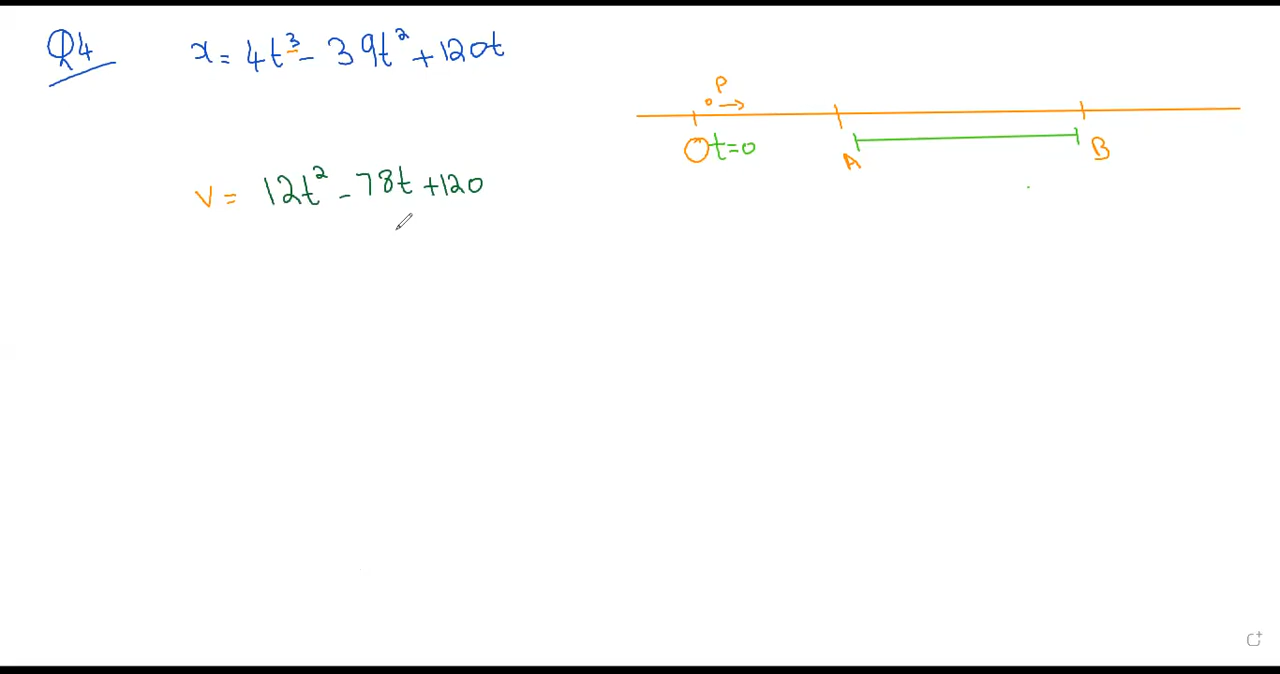 Q4 x = 4t³ - 39t² + 120t
P
O t=0 A B
v = 12t² - 78t + 120